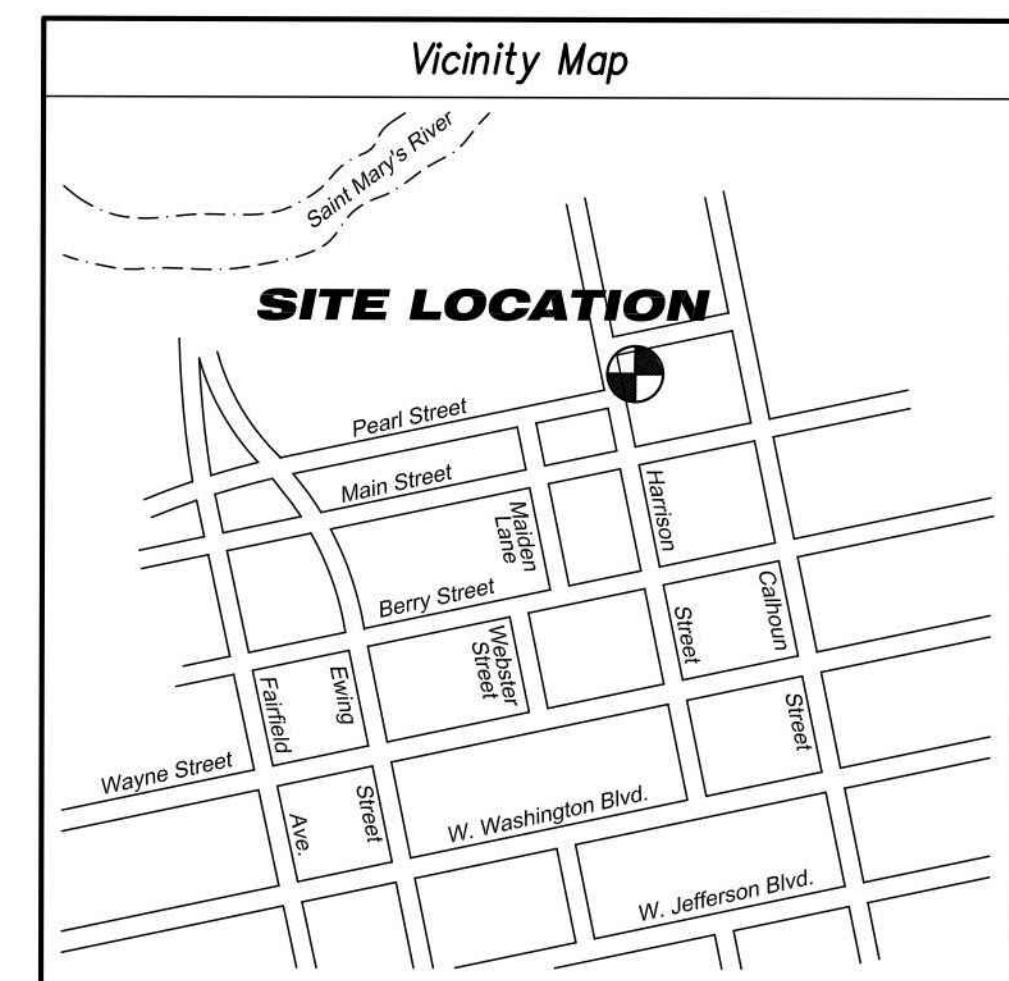 Vicinity Map
Saint Mary's River
SITE LOCATION
Pearl Street
Main Street
Maiden
Lane
Harrison
Street
Berry Street
Calhoun
Street
Webster
Street
Ewing
Street
Fairfield
Ave.
Wayne Street
W. Washington Blvd.
W. Jefferson Blvd.